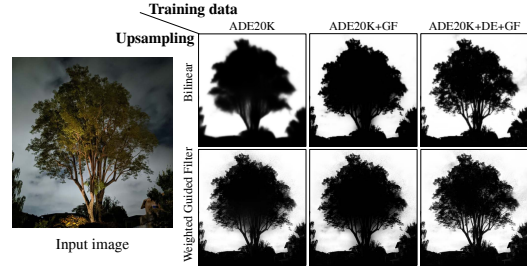 Training data
Upsampling
ADE20K
ADE20K+GF
ADE20K+DE+GF
Bilinear
Weighted Guided Filter
Input image